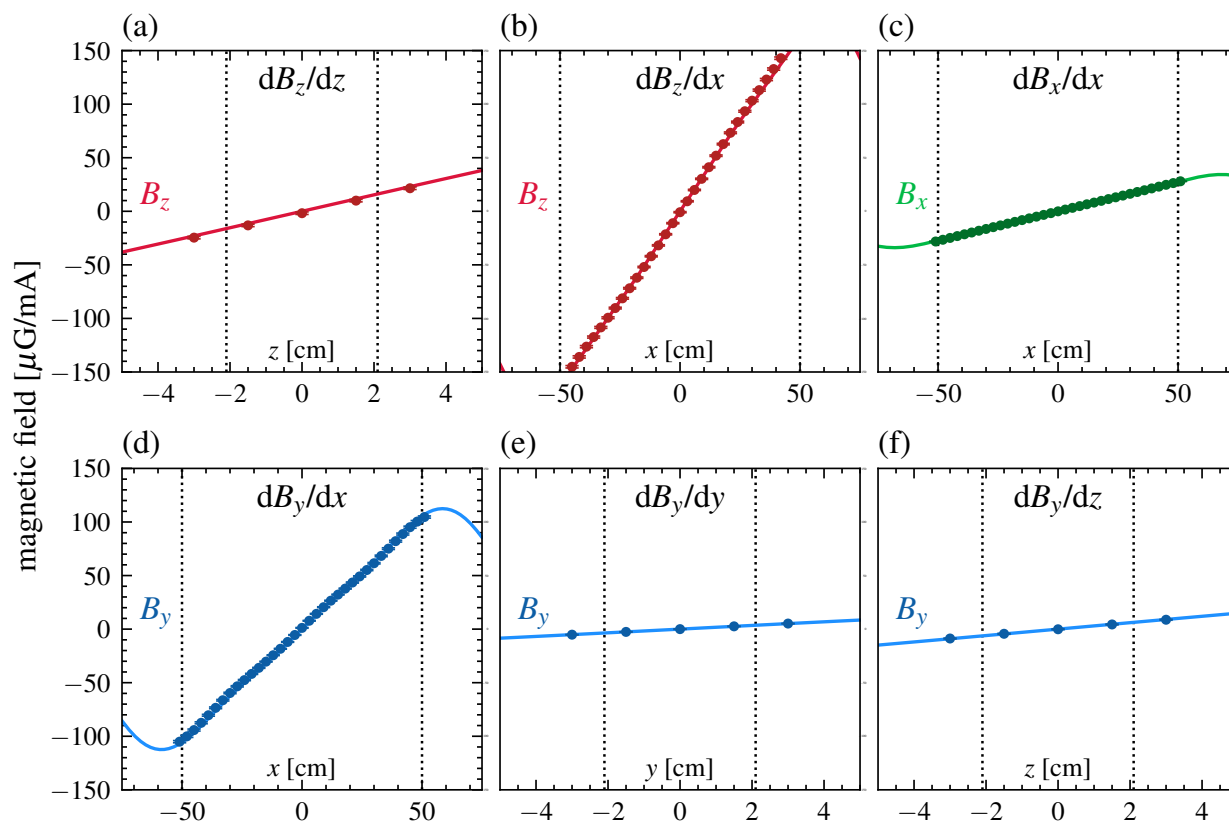 (a)
(b)
(c)
dB_z/dz
dB_z/dx
dB_x/dx
150
100
50
0
−50
−100
−150
B_z
B_z
B_x
z [cm]
x [cm]
x [cm]
−4 −2 0 2 4
−50 0 50
−50 0 50
magnetic field [μG/mA]
(d)
(e)
(f)
dB_y/dx
dB_y/dy
dB_y/dz
150
100
50
0
−50
−100
−150
B_y
B_y
B_y
x [cm]
y [cm]
z [cm]
−50 0 50
−4 −2 0 2 4
−4 −2 0 2 4